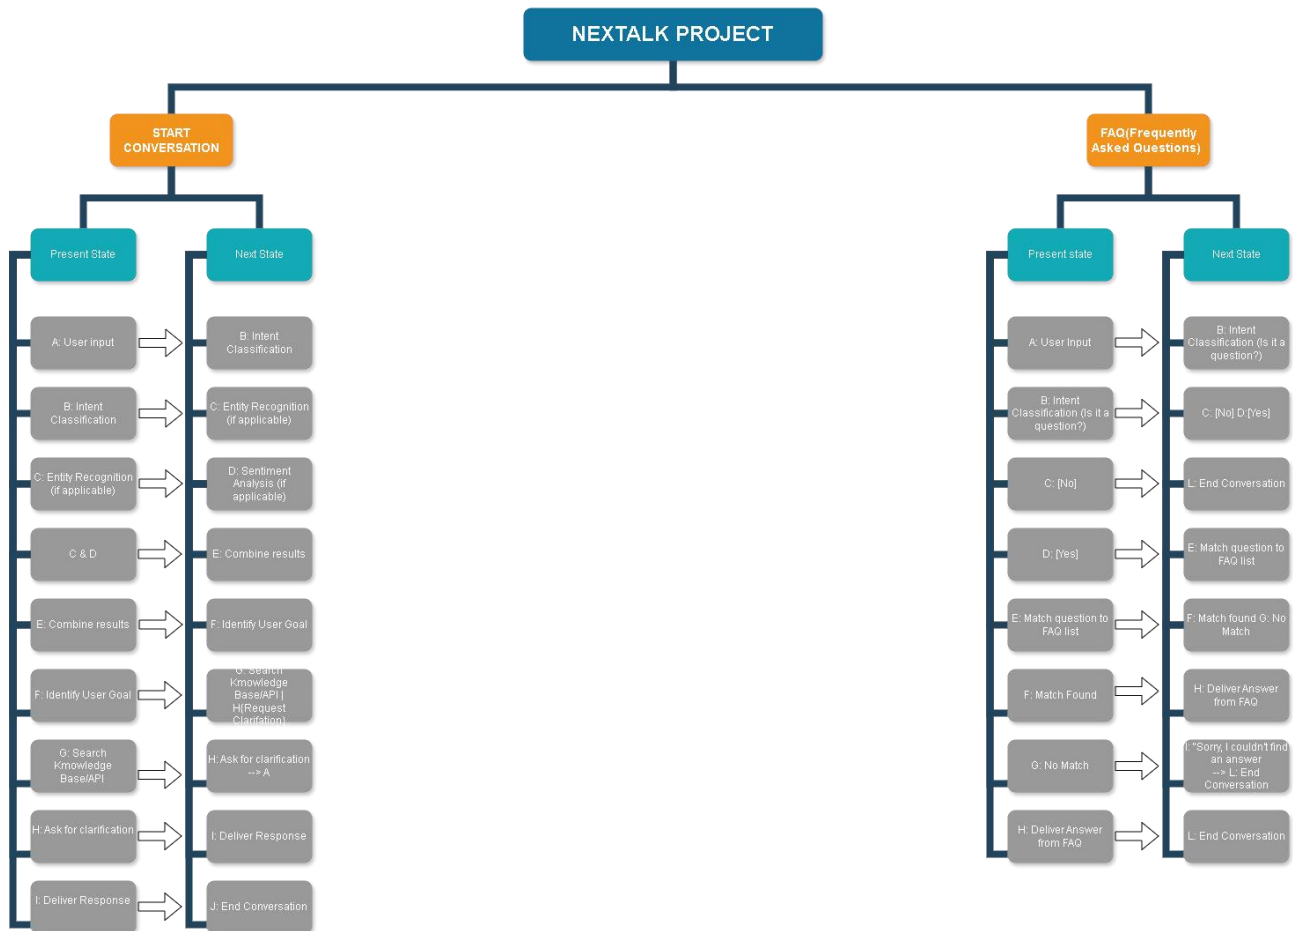 NEXTALK PROJECT
START
CONVERSATION
FAQ(Frequently
Asked Questions)
Present State
Next State
Present state
Next State
A: User input
B: Intent
Classification
A: User Input
B: Intent
Classification (Is it a
question?)
B: Intent
Classification
C: Entity Recognition
(if applicable)
B: Intent
Classification (Is it a
question?)
C: [No] D:[Yes]
C: Entity Recognition
(if applicable)
D: Sentiment
Analysis (if
applicable)
C: [No]
L: End Conversation
C & D
E: Combine results
D: [Yes]
E: Match question to
FAQ list
E: Combine results
F: Identify User Goal
E: Match question to
FAQ list
F: Match found G: No
Match
F: Identify User Goal
G: Search
Kmowledge
Base/API |
H(Request
Clarifation)
F: Match Found
H: Deliver Answer
from FAQ
G: Search
Kmowledge
Base/API
H: Ask for clarification
--> A
G: No Match
I: "Sorry, I couldn't find
an answer
--> L: End
Conversation
H: Ask for clarification
I: Deliver Response
H: Deliver Answer
from FAQ
L: End Conversation
I: Deliver Response
J: End Conversation